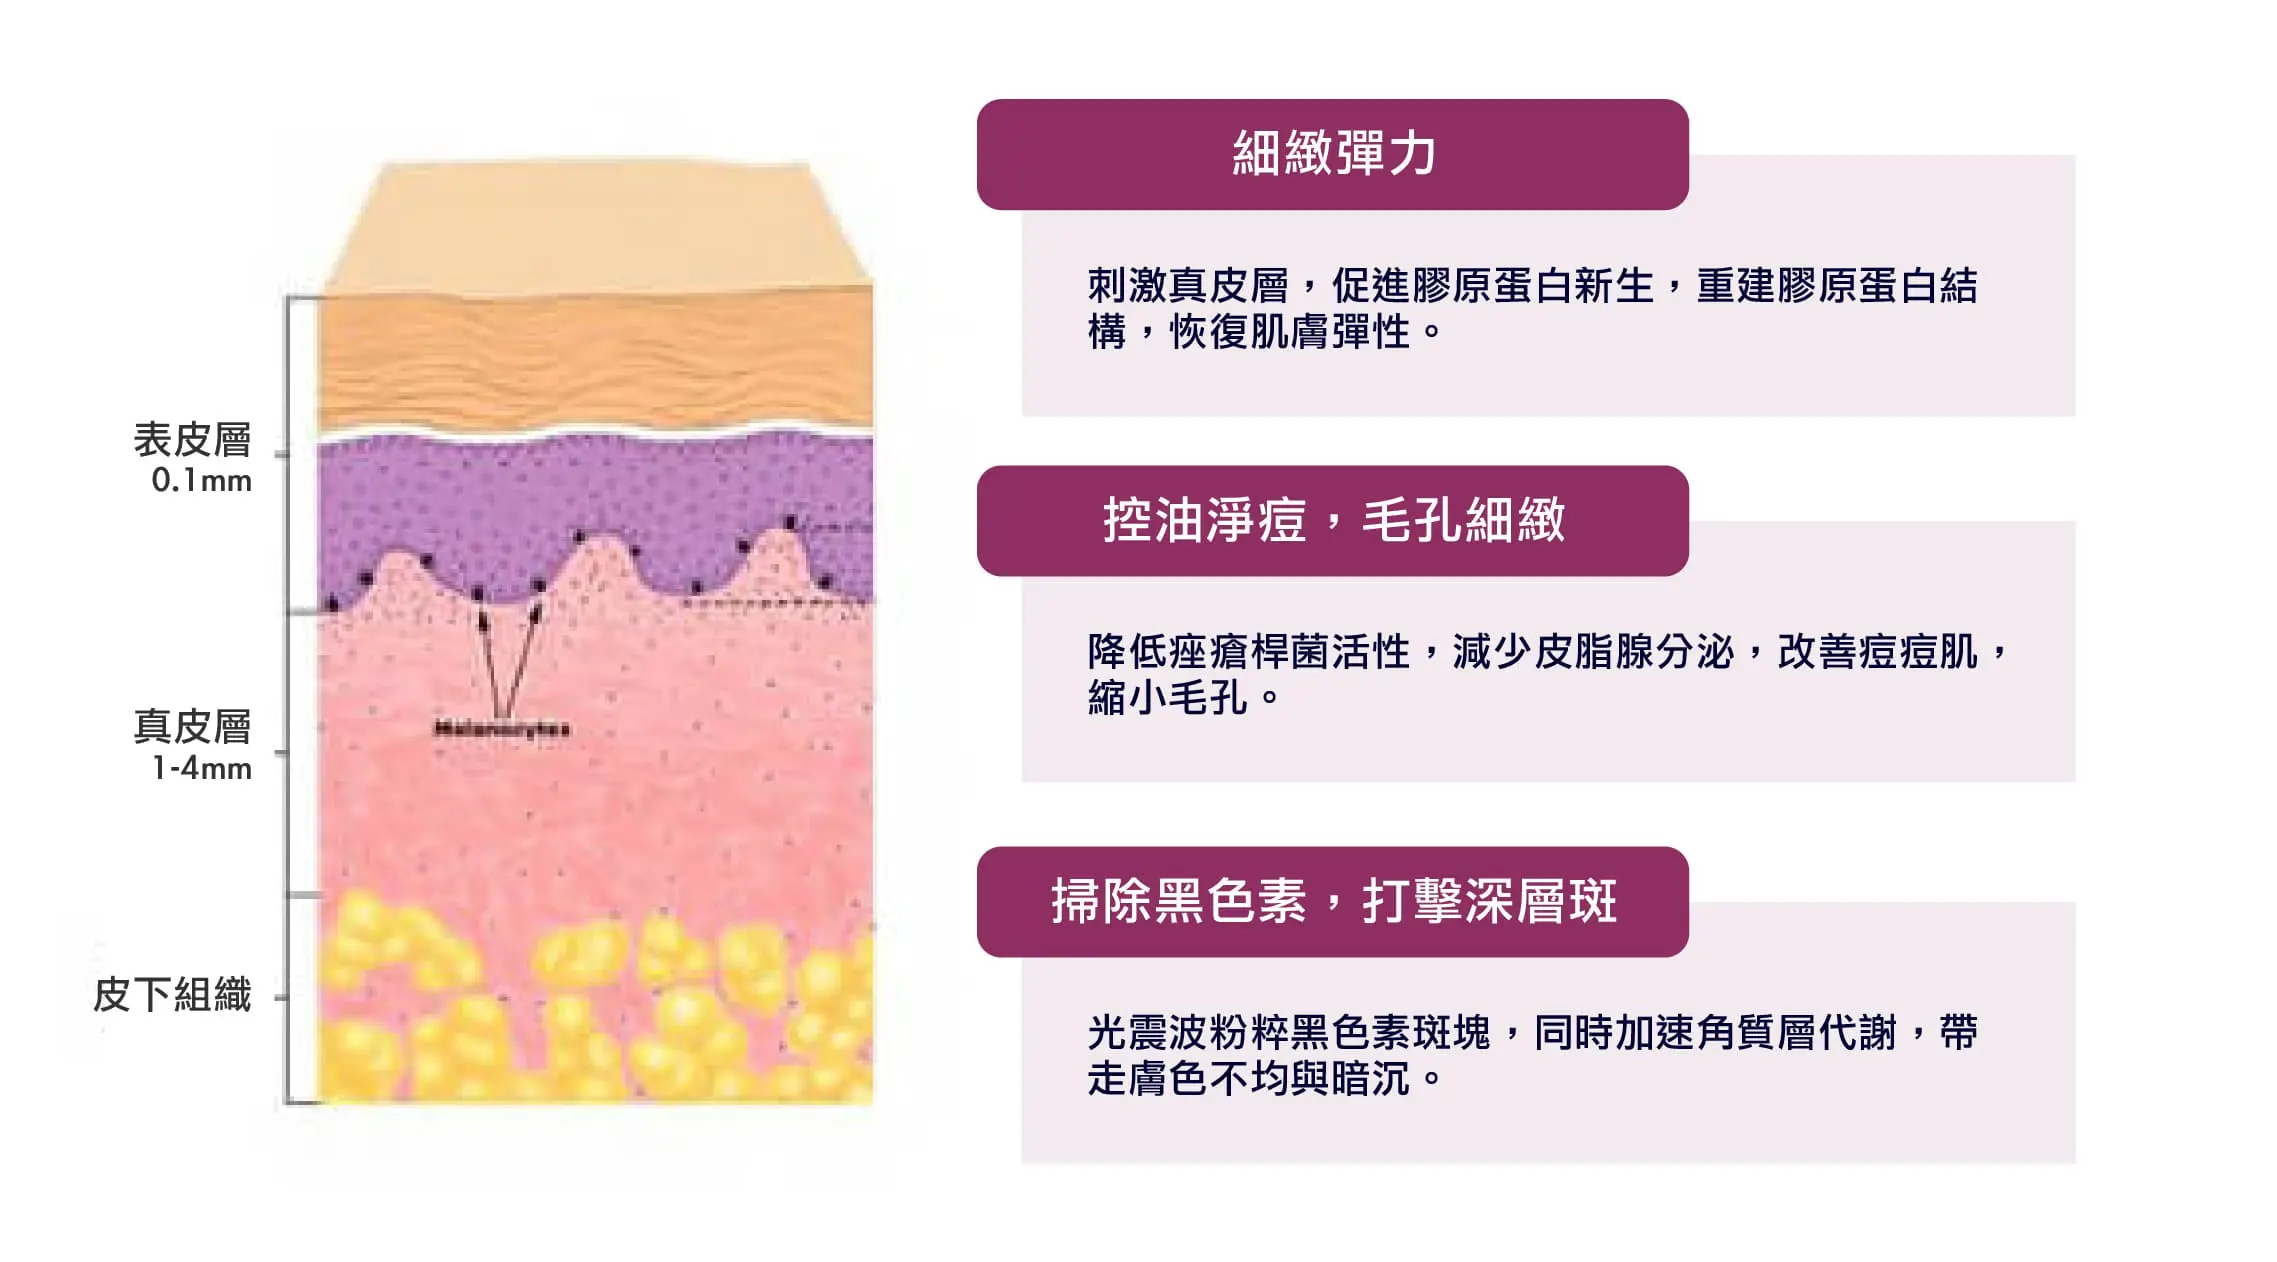 表皮層
0.1mm
真皮層
1-4mm
皮下組織
Melanocytes
細緻彈力
刺激真皮層，促進膠原蛋白新生，重建膠原蛋白結
構，恢復肌膚彈性。
控油淨痘，毛孔細緻
降低痤瘡桿菌活性，減少皮脂腺分泌，改善痘痘肌，
縮小毛孔。
掃除黑色素，打擊深層斑
光震波粉粹黑色素斑塊，同時加速角質層代謝，帶
走膚色不均與暗沉。